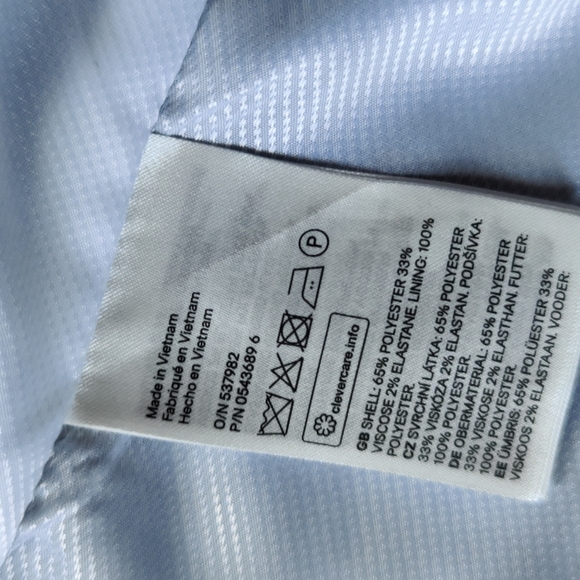 Made in Vietnam
Fabriqué en Vietnam
Hecho en Vietnam
O/N 537982
P/N 0543689 6
P
clevercare.info
GB SHELL: 65% POLYESTER 33%
VISCOSE 2% ELASTANE. LINING: 100%
POLYESTER.
CZ SVRCHNÍ LÁTKA: 65% POLYESTER
33% VISKÓZA 2% ELASTAN. PODŠÍVKA:
100% POLYESTER.
DE OBERMATERIAL: 65% POLYESTER
33% VISKOSE 2% ELASTHAN. FUTTER:
100% POLYESTER.
EE ÜMBRIS: 65% POLÜESTER 33%
VISKOOS 2% ELASTAAN. VOODER: